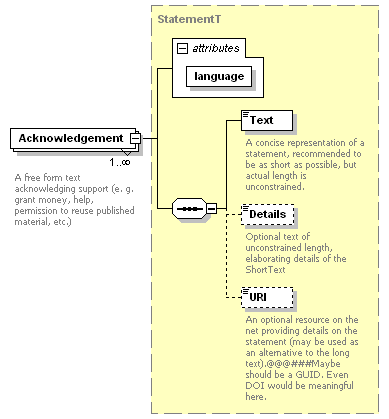 StatementT
attributes
language
Acknowledgement
1..∞
A free form text
acknowledging support (e. g.
grant money, help,
permission to reuse published
material, etc.)
Text
A concise representation of a
statement, recommended to
be as short as possible, but
actual length is
unconstrained.
Details
Optional text of
unconstrained length,
elaborating details of the
ShortText
URI
An optional resource on the
net providing details on the
statement (may be used as
an alternative to the long
text).@@@###Maybe
should be a GUID. Even
DOI would be meaningful
here.